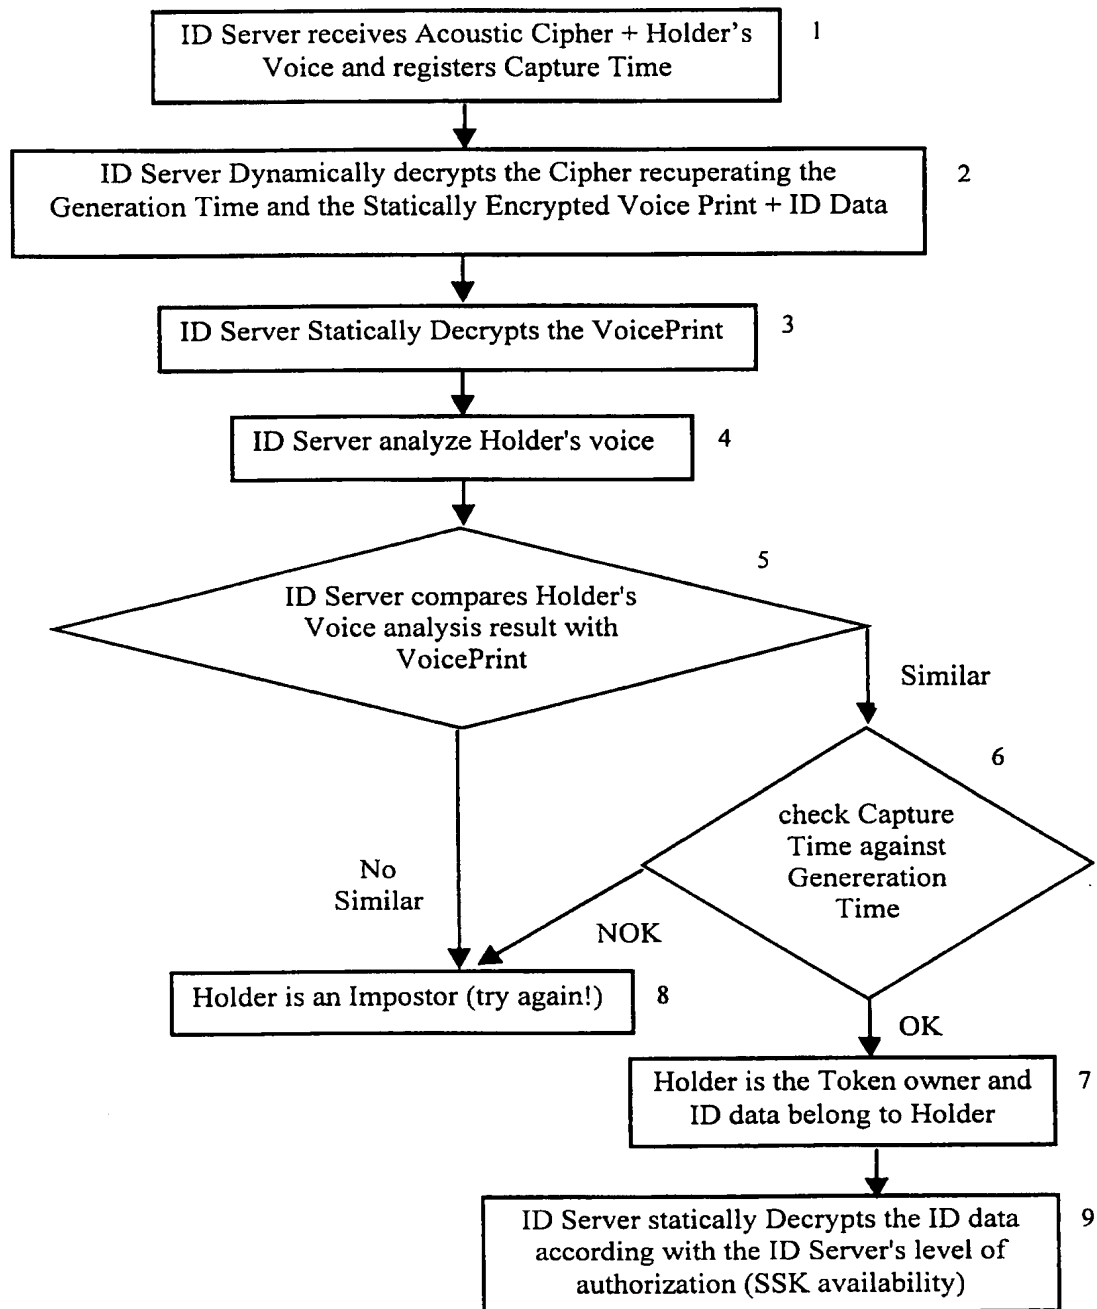 ID Server receives Acoustic Cipher + Holder's
Voice and registers Capture Time
1
ID Server Dynamically decrypts the Cipher recuperating the
Generation Time and the Statically Encrypted Voice Print + ID Data
2
ID Server Statically Decrypts the VoicePrint
3
ID Server analyze Holder's voice
4
5
ID Server compares Holder's
Voice analysis result with
VoicePrint
Similar
6
check Capture
Time against
Genereration
Time
No
Similar
NOK
Holder is an Impostor (try again!)
8
OK
Holder is the Token owner and
ID data belong to Holder
7
ID Server statically Decrypts the ID data
according with the ID Server's level of
authorization (SSK availability)
9